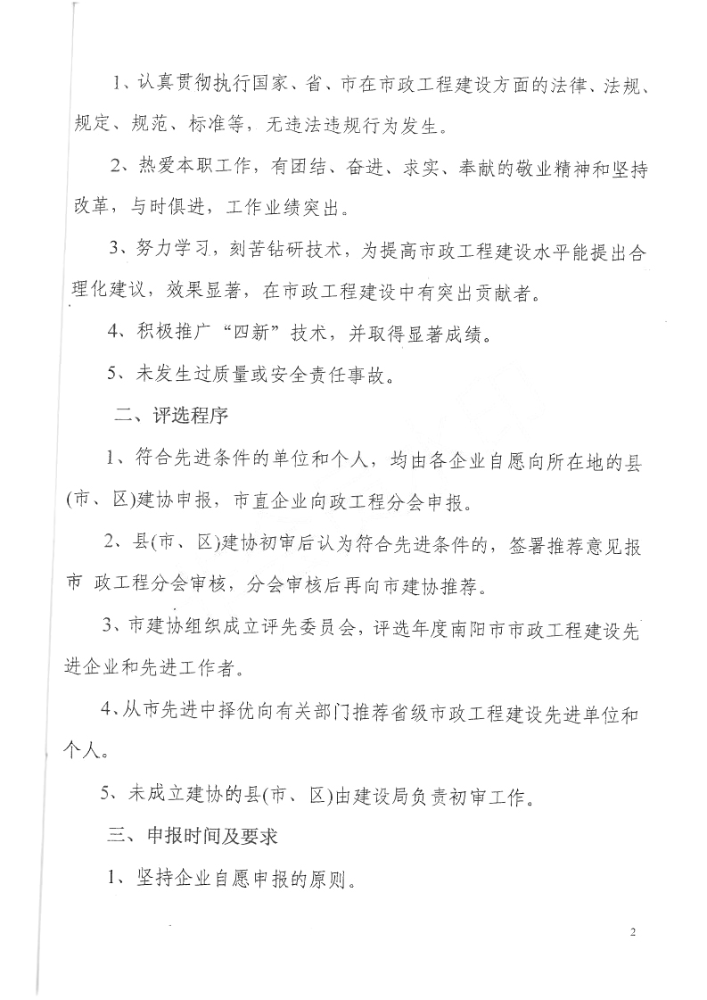 1、认真贯彻执行国家、省、市在市政工程建设方面的法律、法规、
规定、规范、标准等，无违法违规行为发生。
2、热爱本职工作，有团结、奋进、求实、奉献的敬业精神和坚持
改革，与时俱进，工作业绩突出。
3、努力学习，刻苦钻研技术，为提高市政工程建设水平能提出合
理化建议，效果显著，在市政工程建设中有突出贡献者。
4、积极推广“四新”技术，并取得显著成绩。
5、未发生过质量或安全责任事故。
二、评选程序
1、符合先进条件的单位和个人，均由各企业自愿向所在地的县
(市、区)建协申报，市直企业向政工程分会申报。
2、县(市、区)建协初审后认为符合先进条件的，签署推荐意见报
市 政工程分会审核，分会审核后再向市建协推荐。
3、市建协组织成立评先委员会，评选年度南阳市市政工程建设先
进企业和先进工作者。
4、从市先进中择优向有关部门推荐省级市政工程建设先进单位和
个人。
5、未成立建协的县(市、区)由建设局负责初审工作。
三、申报时间及要求
1、坚持企业自愿申报的原则。
2